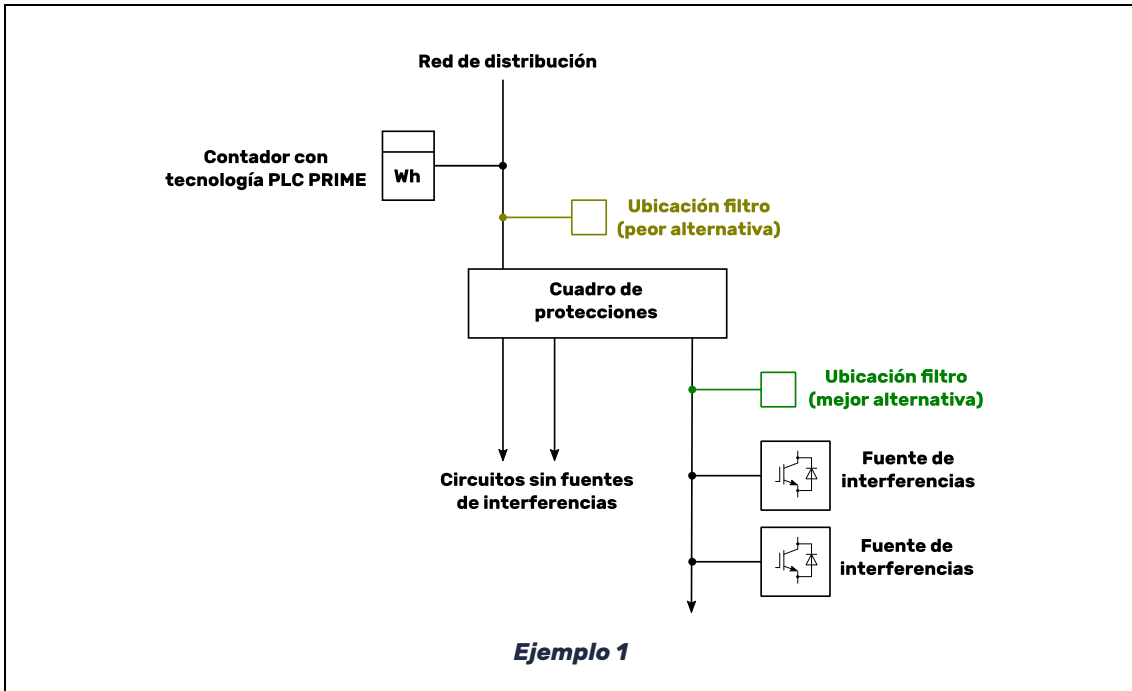 Red de distribución
Contador con
tecnología PLC PRIME
Wh
Ubicación filtro
(peor alternativa)
Cuadro de
protecciones
Ubicación filtro
(mejor alternativa)
Circuitos sin fuentes
de interferencias
Fuente de
interferencias
Fuente de
interferencias
Ejemplo 1